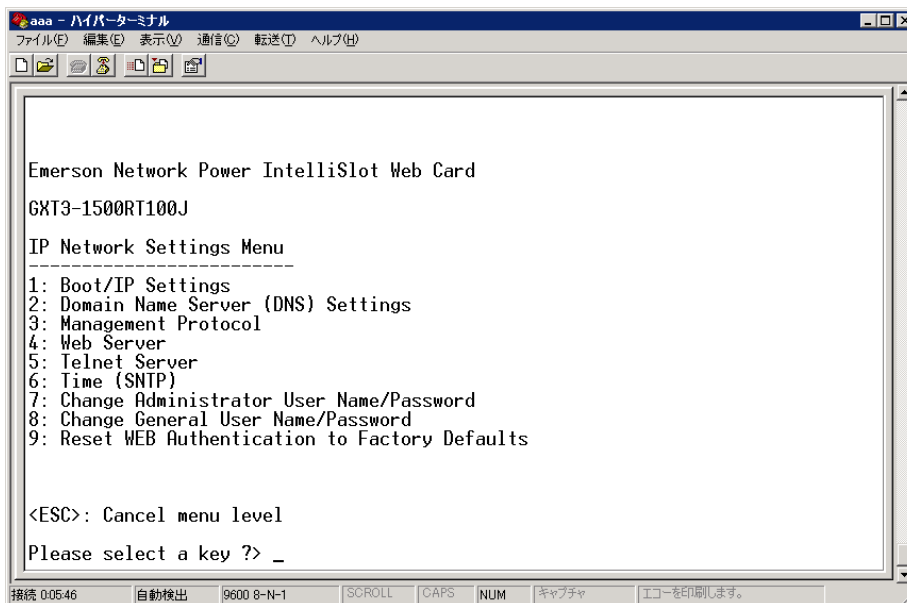 aaa - ハイパーターミナル
ファイル(F) 編集(E) 表示(V) 通信(C) 転送(T) ヘルプ(H)
Emerson Network Power IntelliSlot Web Card
GXT3-1500RT100J
IP Network Settings Menu
-------------------------
1: Boot/IP Settings
2: Domain Name Server (DNS) Settings
3: Management Protocol
4: Web Server
5: Telnet Server
6: Time (SNTP)
7: Change Administrator User Name/Password
8: Change General User Name/Password
9: Reset WEB Authentication to Factory Defaults
<ESC>: Cancel menu level
Please select a key ?> _
接続 0:05:46 自動検出 9600 8-N-1 SCROLL CAPS NUM キャプチャ エコーを印刷します。